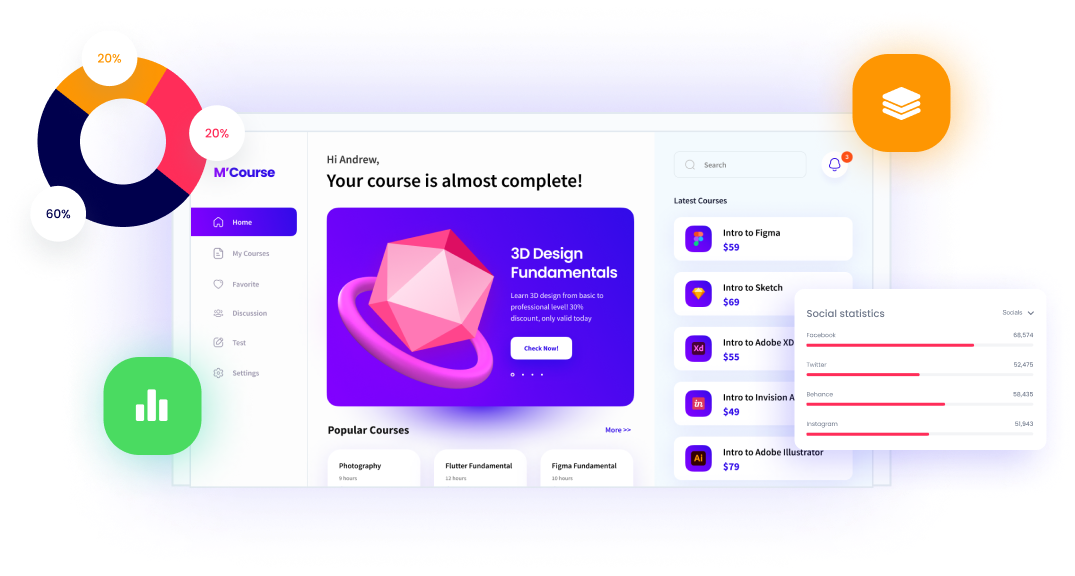 20%
20%
60%
M'Course
Home
My Courses
Favorite
Discussion
Test
Settings
Hi Andrew,
Your course is almost complete!
3D Design
Fundamentals
Learn 3D design from basic to
professional level! 30%
discount, only valid today
Check Now!
Popular Courses
More >>
Photography
9 hours
Flutter Fundamental
12 hours
Figma Fundamental
10 hours
Search
3
Latest Courses
Intro to Figma
$59
Intro to Sketch
$69
Intro to Adobe XD
$55
Xd
Intro to Invision A
$49
in
Intro to Adobe Illustrator
$79
Ai
Social statistics
Socials
Facebook
68,574
Twitter
52,475
Behance
58,435
Instagram
51,943